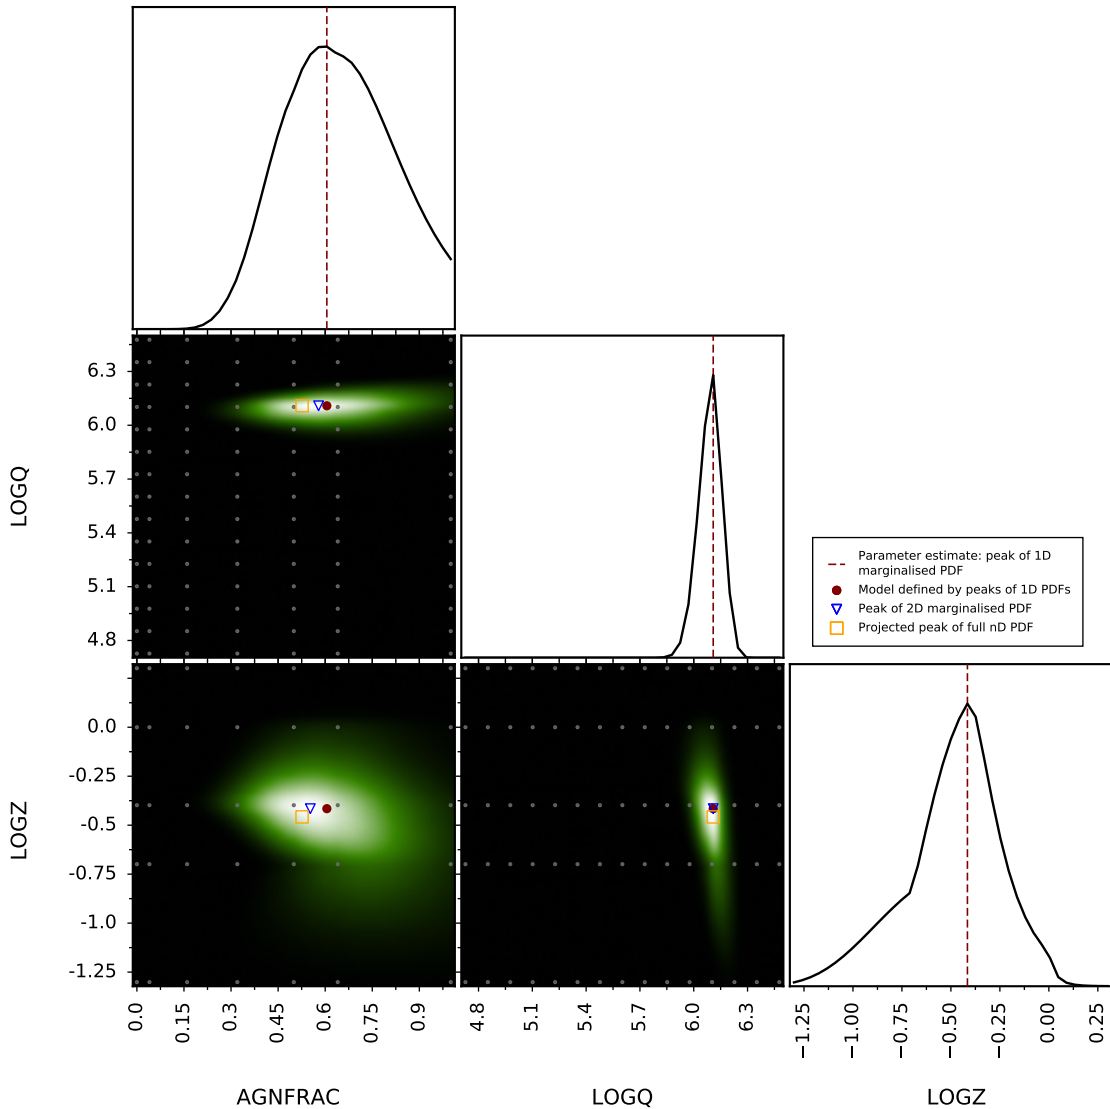 6.3
6.0
5.7
5.4
5.1
4.8
LOGQ
Parameter estimate: peak of 1D
marginalised PDF
Model defined by peaks of 1D PDFs
Peak of 2D marginalised PDF
Projected peak of full nD PDF
0.0
-0.25
-0.5
-0.75
-1.0
-1.25
LOGZ
0.0 0.15 0.3 0.45 0.6 0.75 0.9
4.8 5.1 5.4 5.7 6.0 6.3
−1.25 −1.00 −0.75 −0.50 −0.25 0.00 0.25
AGNFRAC LOGQ LOGZ